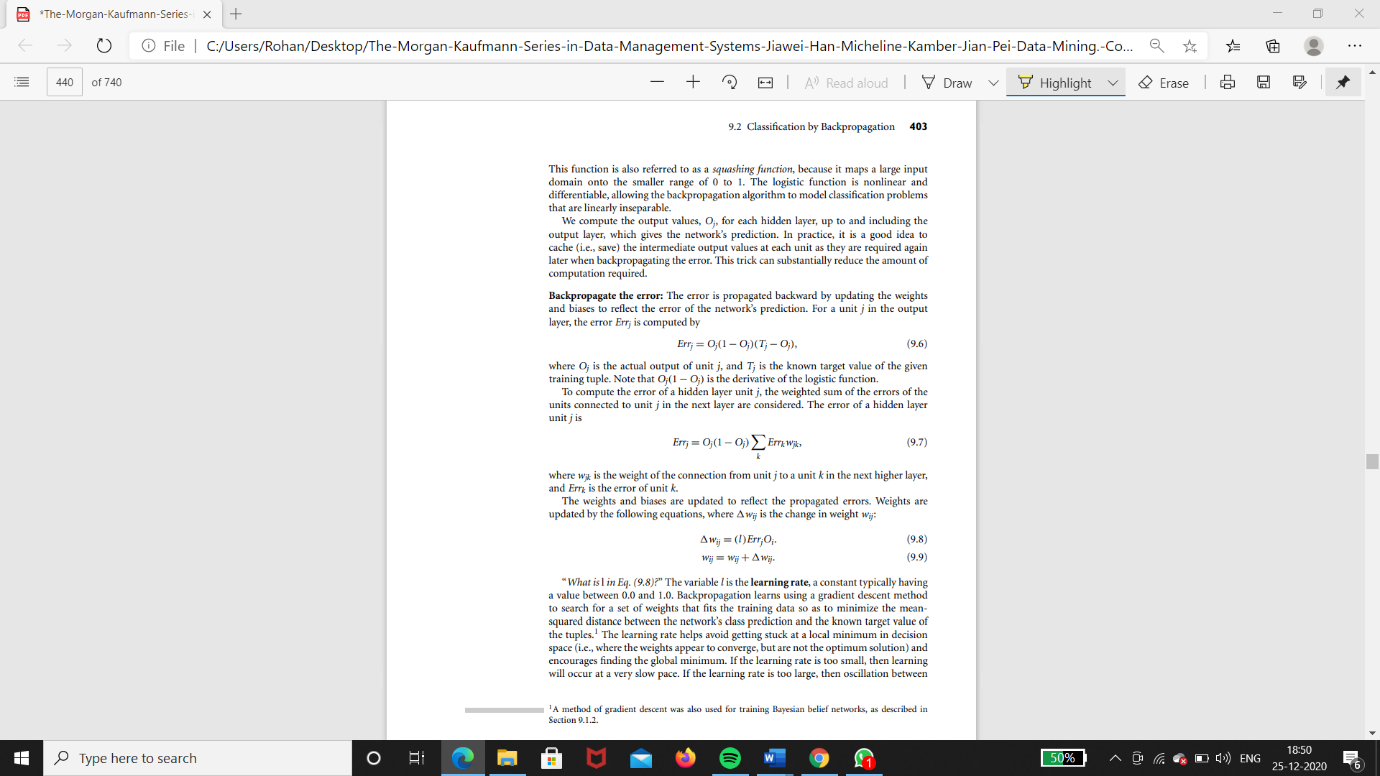 *The-Morgan-Kaufmann-Series-
File | C:/Users/Rohan/Desktop/The-Morgan-Kaufmann-Series-in-Data-Management-Systems-Jiawei-Han-Micheline-Kamber-Jian-Pei-Data-Mining.-Co...
440 of 740 Read aloud Draw Highlight Erase
9.2 Classification by Backpropagation 403
This function is also referred to as a squashing function, because it maps a large input
domain onto the smaller range of 0 to 1. The logistic function is nonlinear and
differentiable, allowing the backpropagation algorithm to model classification problems
that are linearly inseparable.
We compute the output values, Oj, for each hidden layer, up to and including the
output layer, which gives the network's prediction. In practice, it is a good idea to
cache (i.e., save) the intermediate output values at each unit as they are required again
later when backpropagating the error. This trick can substantially reduce the amount of
computation required.
Backpropagate the error: The error is propagated backward by updating the weights
and biases to reflect the error of the network's prediction. For a unit j in the output
layer, the error Errj is computed by
Errj = Oj(1 − Oj)(Tj − Oj), (9.6)
where Oj is the actual output of unit j, and Tj is the known target value of the given
training tuple. Note that Oj(1 − Oj) is the derivative of the logistic function.
To compute the error of a hidden layer unit j, the weighted sum of the errors of the
units connected to unit j in the next layer are considered. The error of a hidden layer
unit j is
Errj = Oj(1 − Oj) ∑k Errk wjk, (9.7)
where wjk is the weight of the connection from unit j to a unit k in the next higher layer,
and Errk is the error of unit k.
The weights and biases are updated to reflect the propagated errors. Weights are
updated by the following equations, where Δwij is the change in weight wij:
Δwij = (l)ErrjOi. (9.8)
wij = wij + Δwij. (9.9)
"What is l in Eq. (9.8)?" The variable l is the learning rate, a constant typically having
a value between 0.0 and 1.0. Backpropagation learns using a gradient descent method
to search for a set of weights that fits the training data so as to minimize the mean-
squared distance between the network's class prediction and the known target value of
the tuples.1 The learning rate helps avoid getting stuck at a local minimum in decision
space (i.e., where the weights appear to converge, but are not the optimum solution) and
encourages finding the global minimum. If the learning rate is too small, then learning
will occur at a very slow pace. If the learning rate is too large, then oscillation between
1A method of gradient descent was also used for training Bayesian belief networks, as described in
Section 9.1.2.
Type here to search
50%
ENG
18:50
25-12-2020
6
1